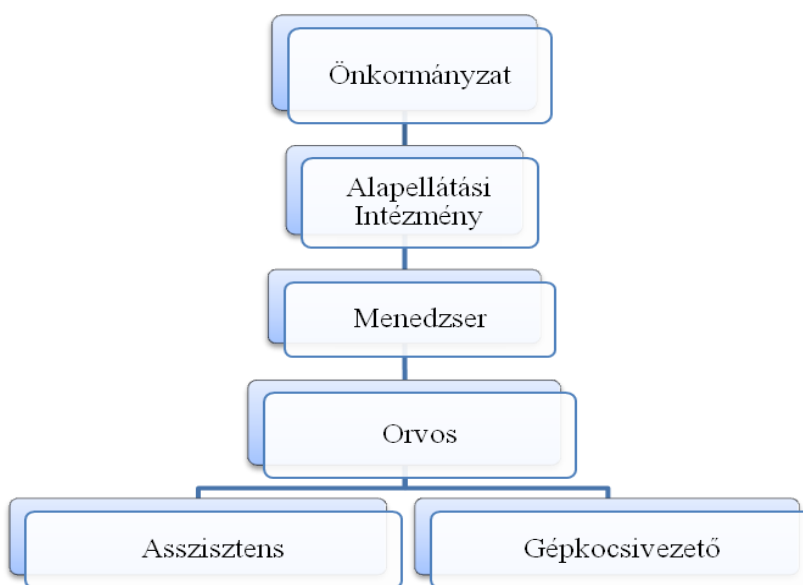 Önkormányzat
Alapellátási
Intézmény
Menedzser
Orvos
Asszisztens
Gépkocsivezető